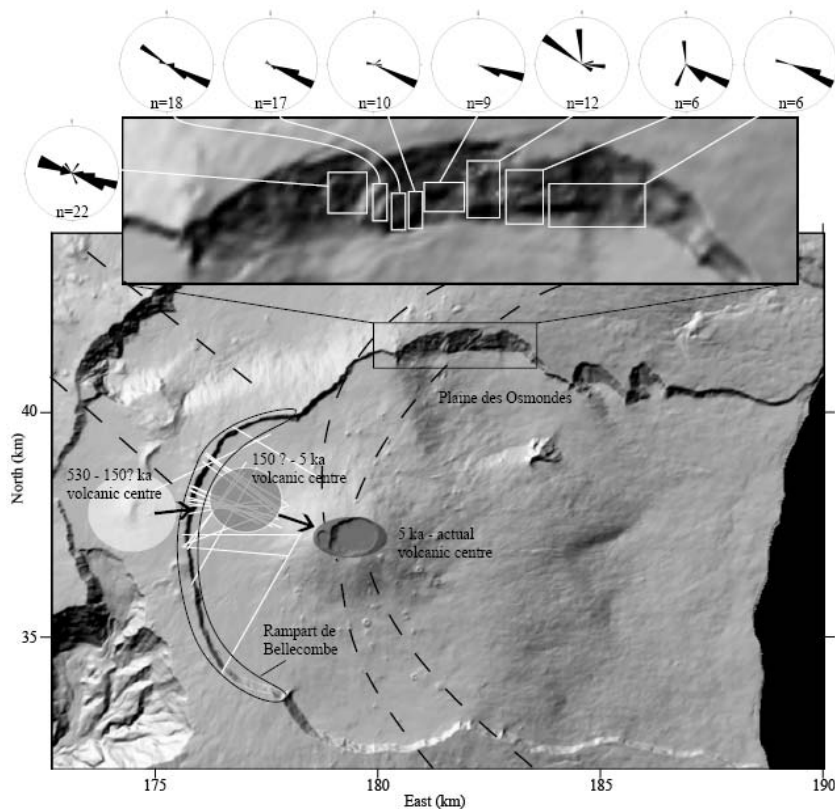 n=18
n=17
n=10
n=9
n=12
n=6
n=6
n=22
40
35
North (km)
Plaine des Osmondes
530 - 150? ka
volcanic centre
150 ? - 5 ka
volcanic centre
5 ka - actual
volcanic centre
Rampart de
Bellecombe
175
180
185
190
East (km)